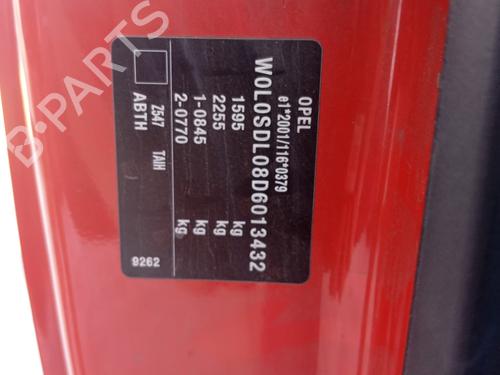 OPEL
e1*2001/116*0379
W0L0SDL08D6013432
1595 kg
2255 kg
1-0845 kg
2-0770 kg
Z547 TAIH
ABTH
9262
B-PARTS